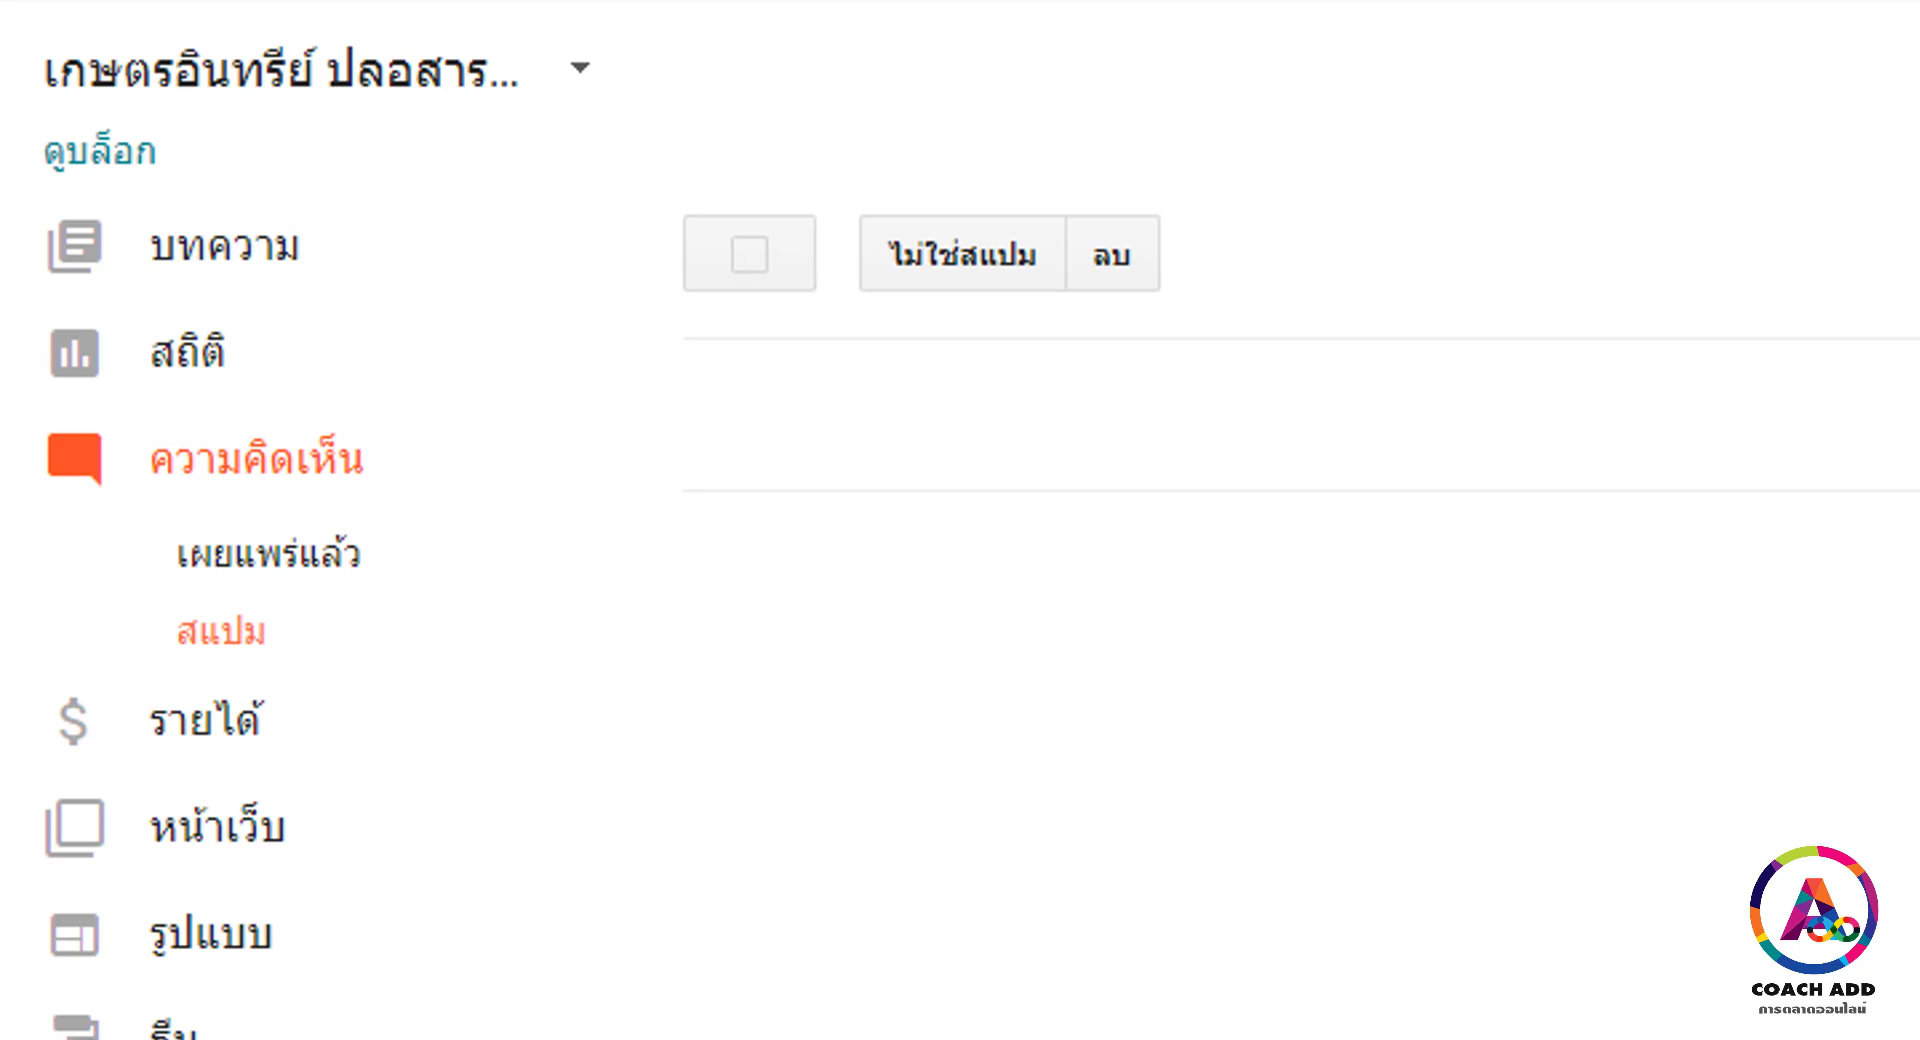 เกษตรอินทรีย์ ปลอสาร...
ดูบล็อก
บทความ
สถิติ
ความคิดเห็น
เผยแพร่แล้ว
สแปม
รายได้
หน้าเว็บ
รูปแบบ
ธีม
ไม่ใช่สแปม ลบ
COACH ADD
การตลาดออนไลน์